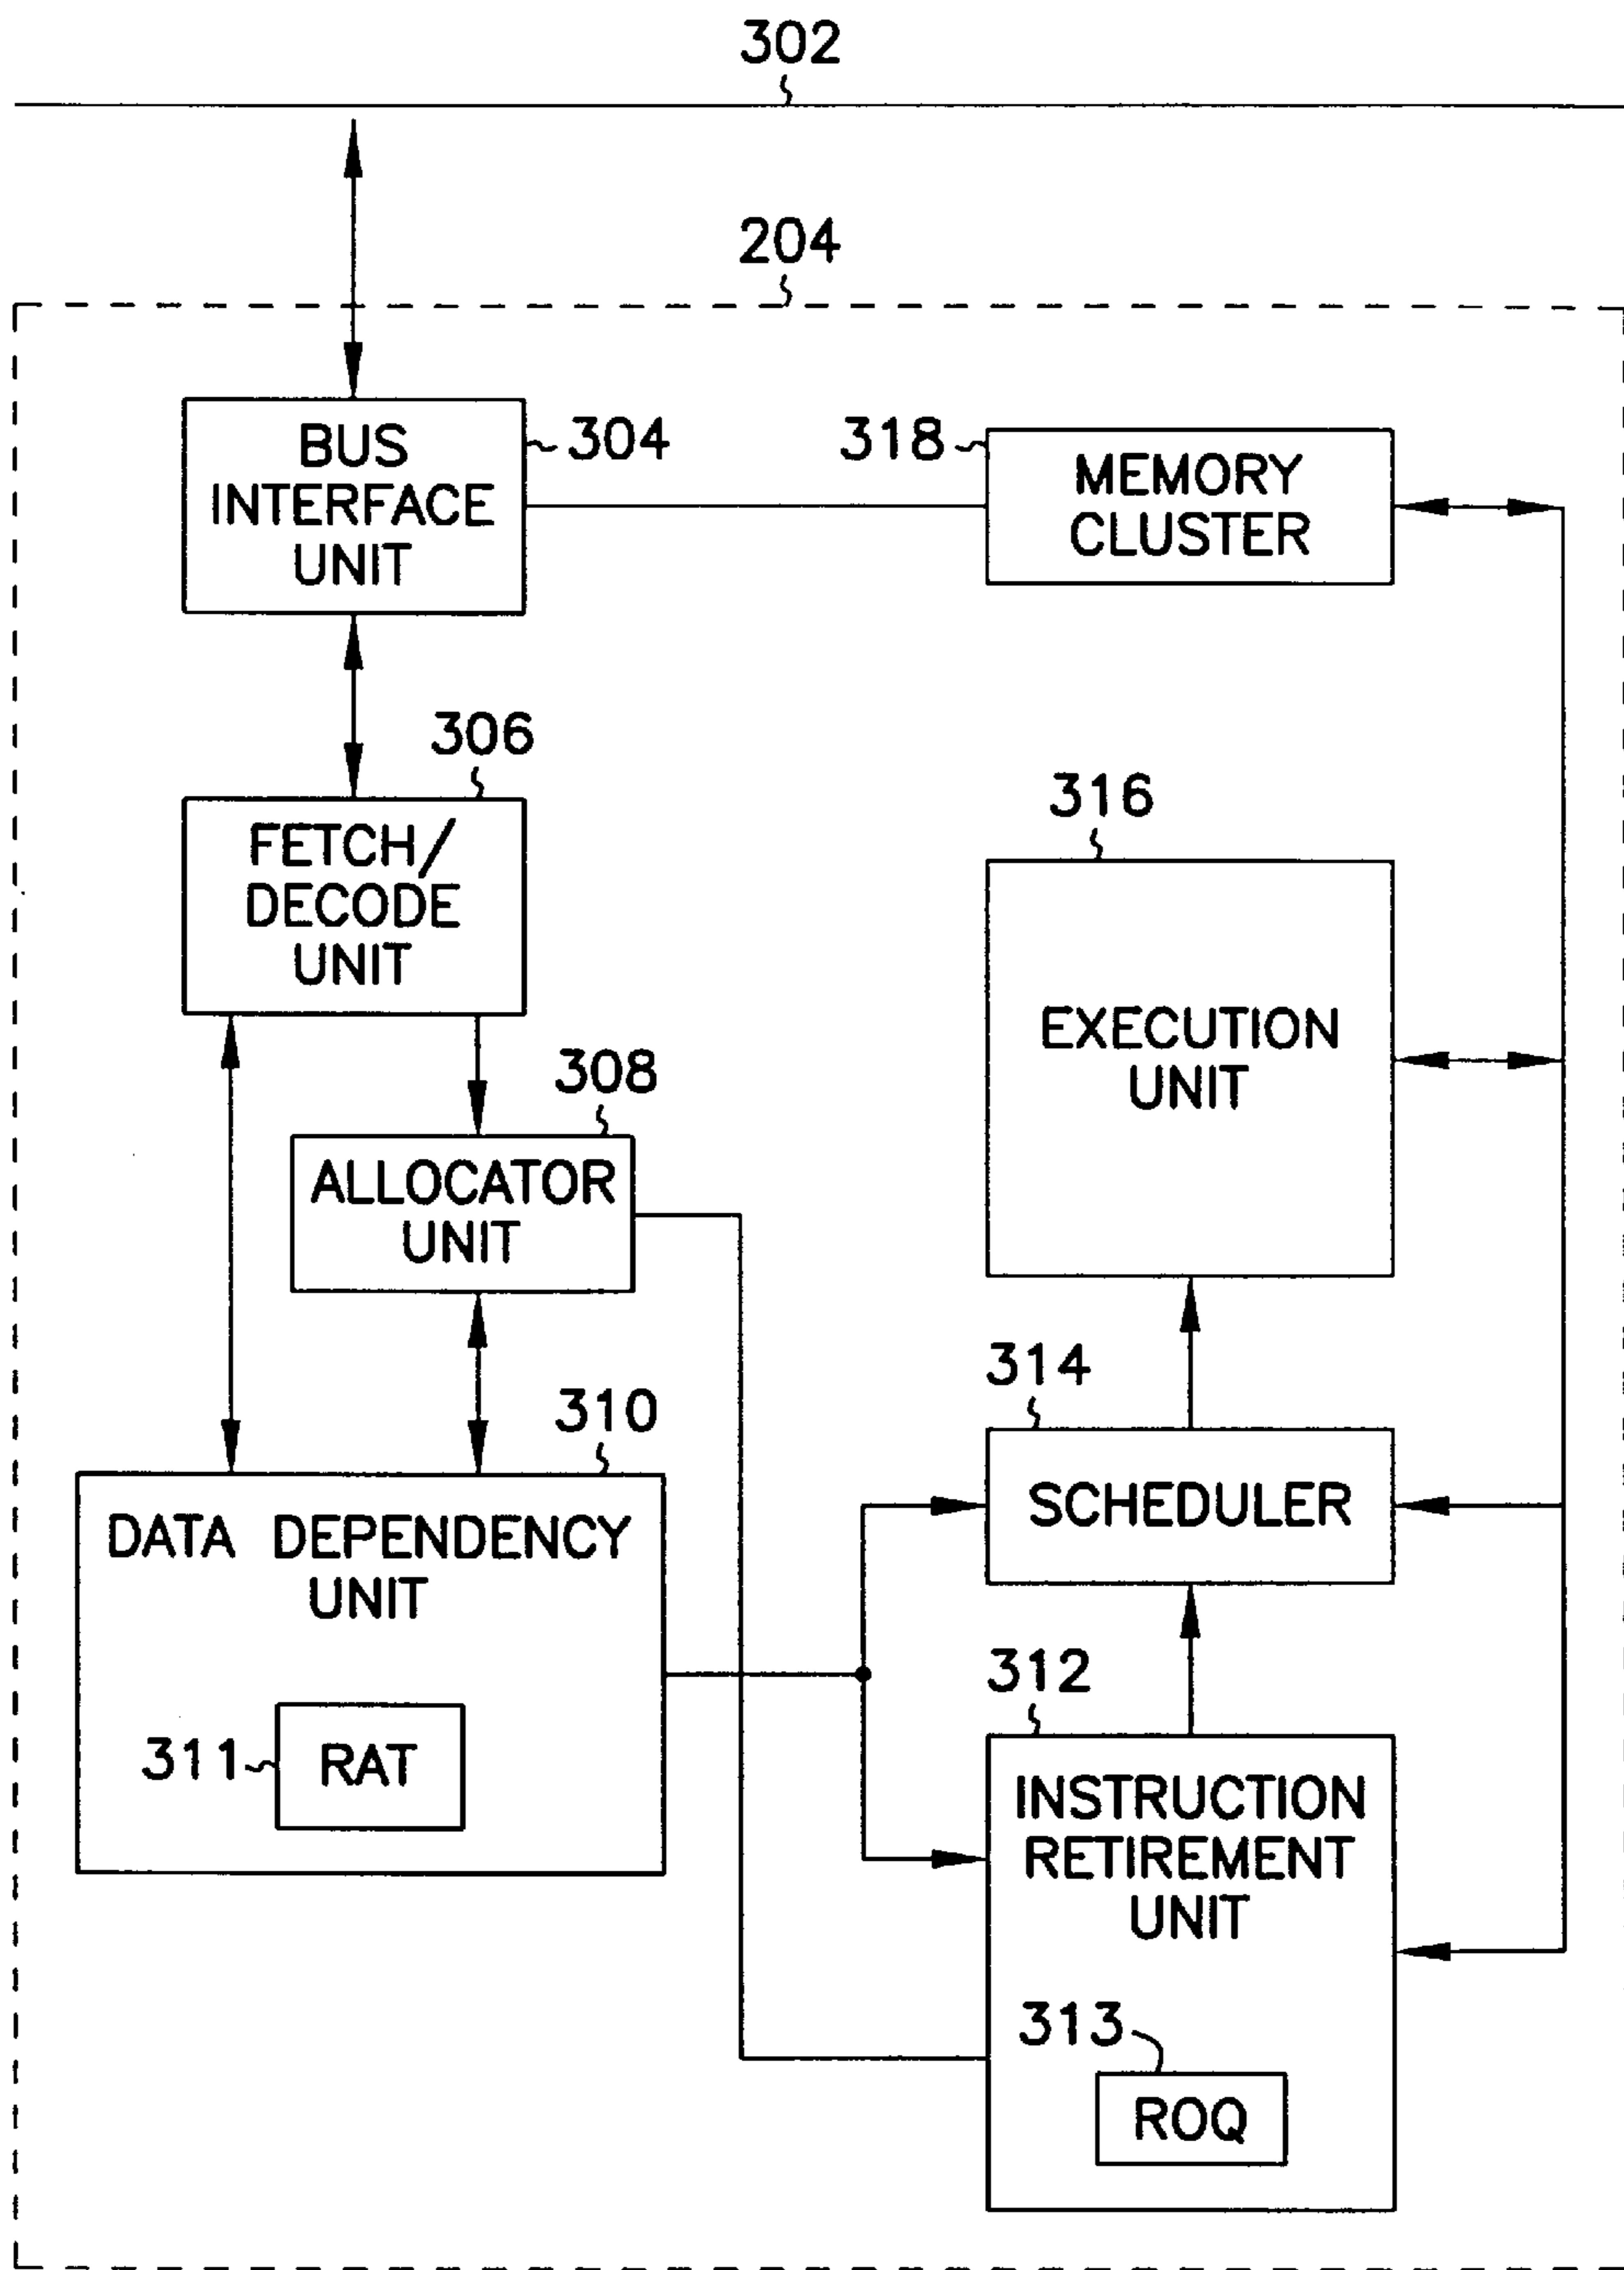 302
204
BUS
INTERFACE
UNIT
304
318
MEMORY
CLUSTER
306
FETCH/
DECODE
UNIT
316
EXECUTION
UNIT
308
ALLOCATOR
UNIT
314
SCHEDULER
310
DATA DEPENDENCY
UNIT
311
RAT
312
INSTRUCTION
RETIREMENT
UNIT
313
ROQ